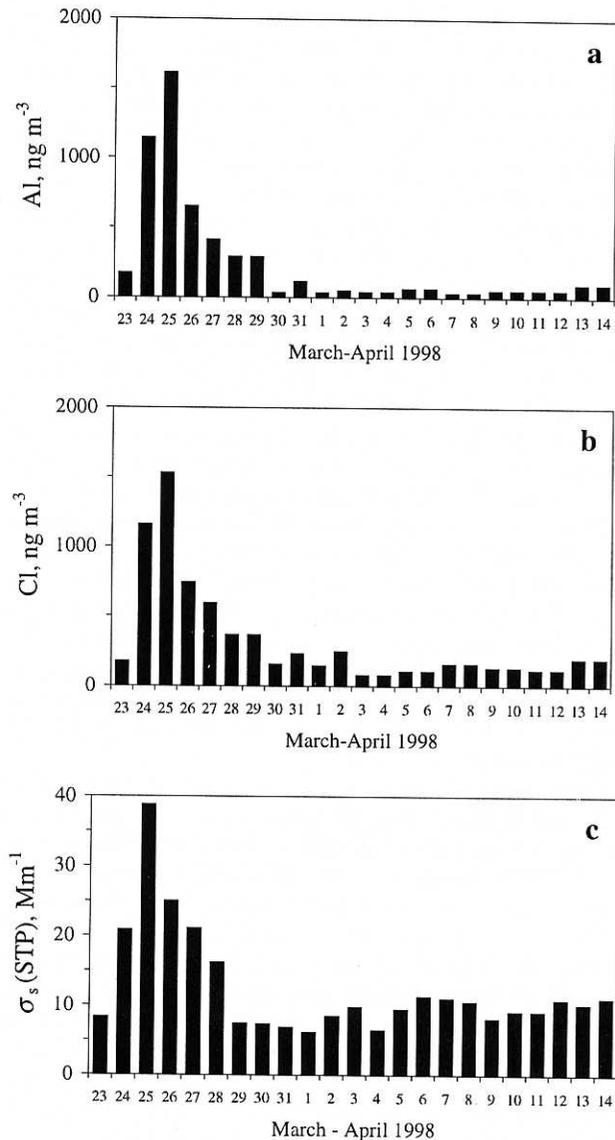 2000
a
Al, ng m⁻³
1000
0
23 24 25 26 27 28 29 30 31 1 2 3 4 5 6 7 8 9 10 11 12 13 14
March-April 1998
2000
b
Cl, ng m⁻³
1000
0
23 24 25 26 27 28 29 30 31 1 2 3 4 5 6 7 8 9 10 11 12 13 14
March-April 1998
40
c
σs (STP), Mm⁻¹
30
20
10
0
23 24 25 26 27 28 29 30 31 1 2 3 4 5 6 7 8 9 10 11 12 13 14
March - April 1998